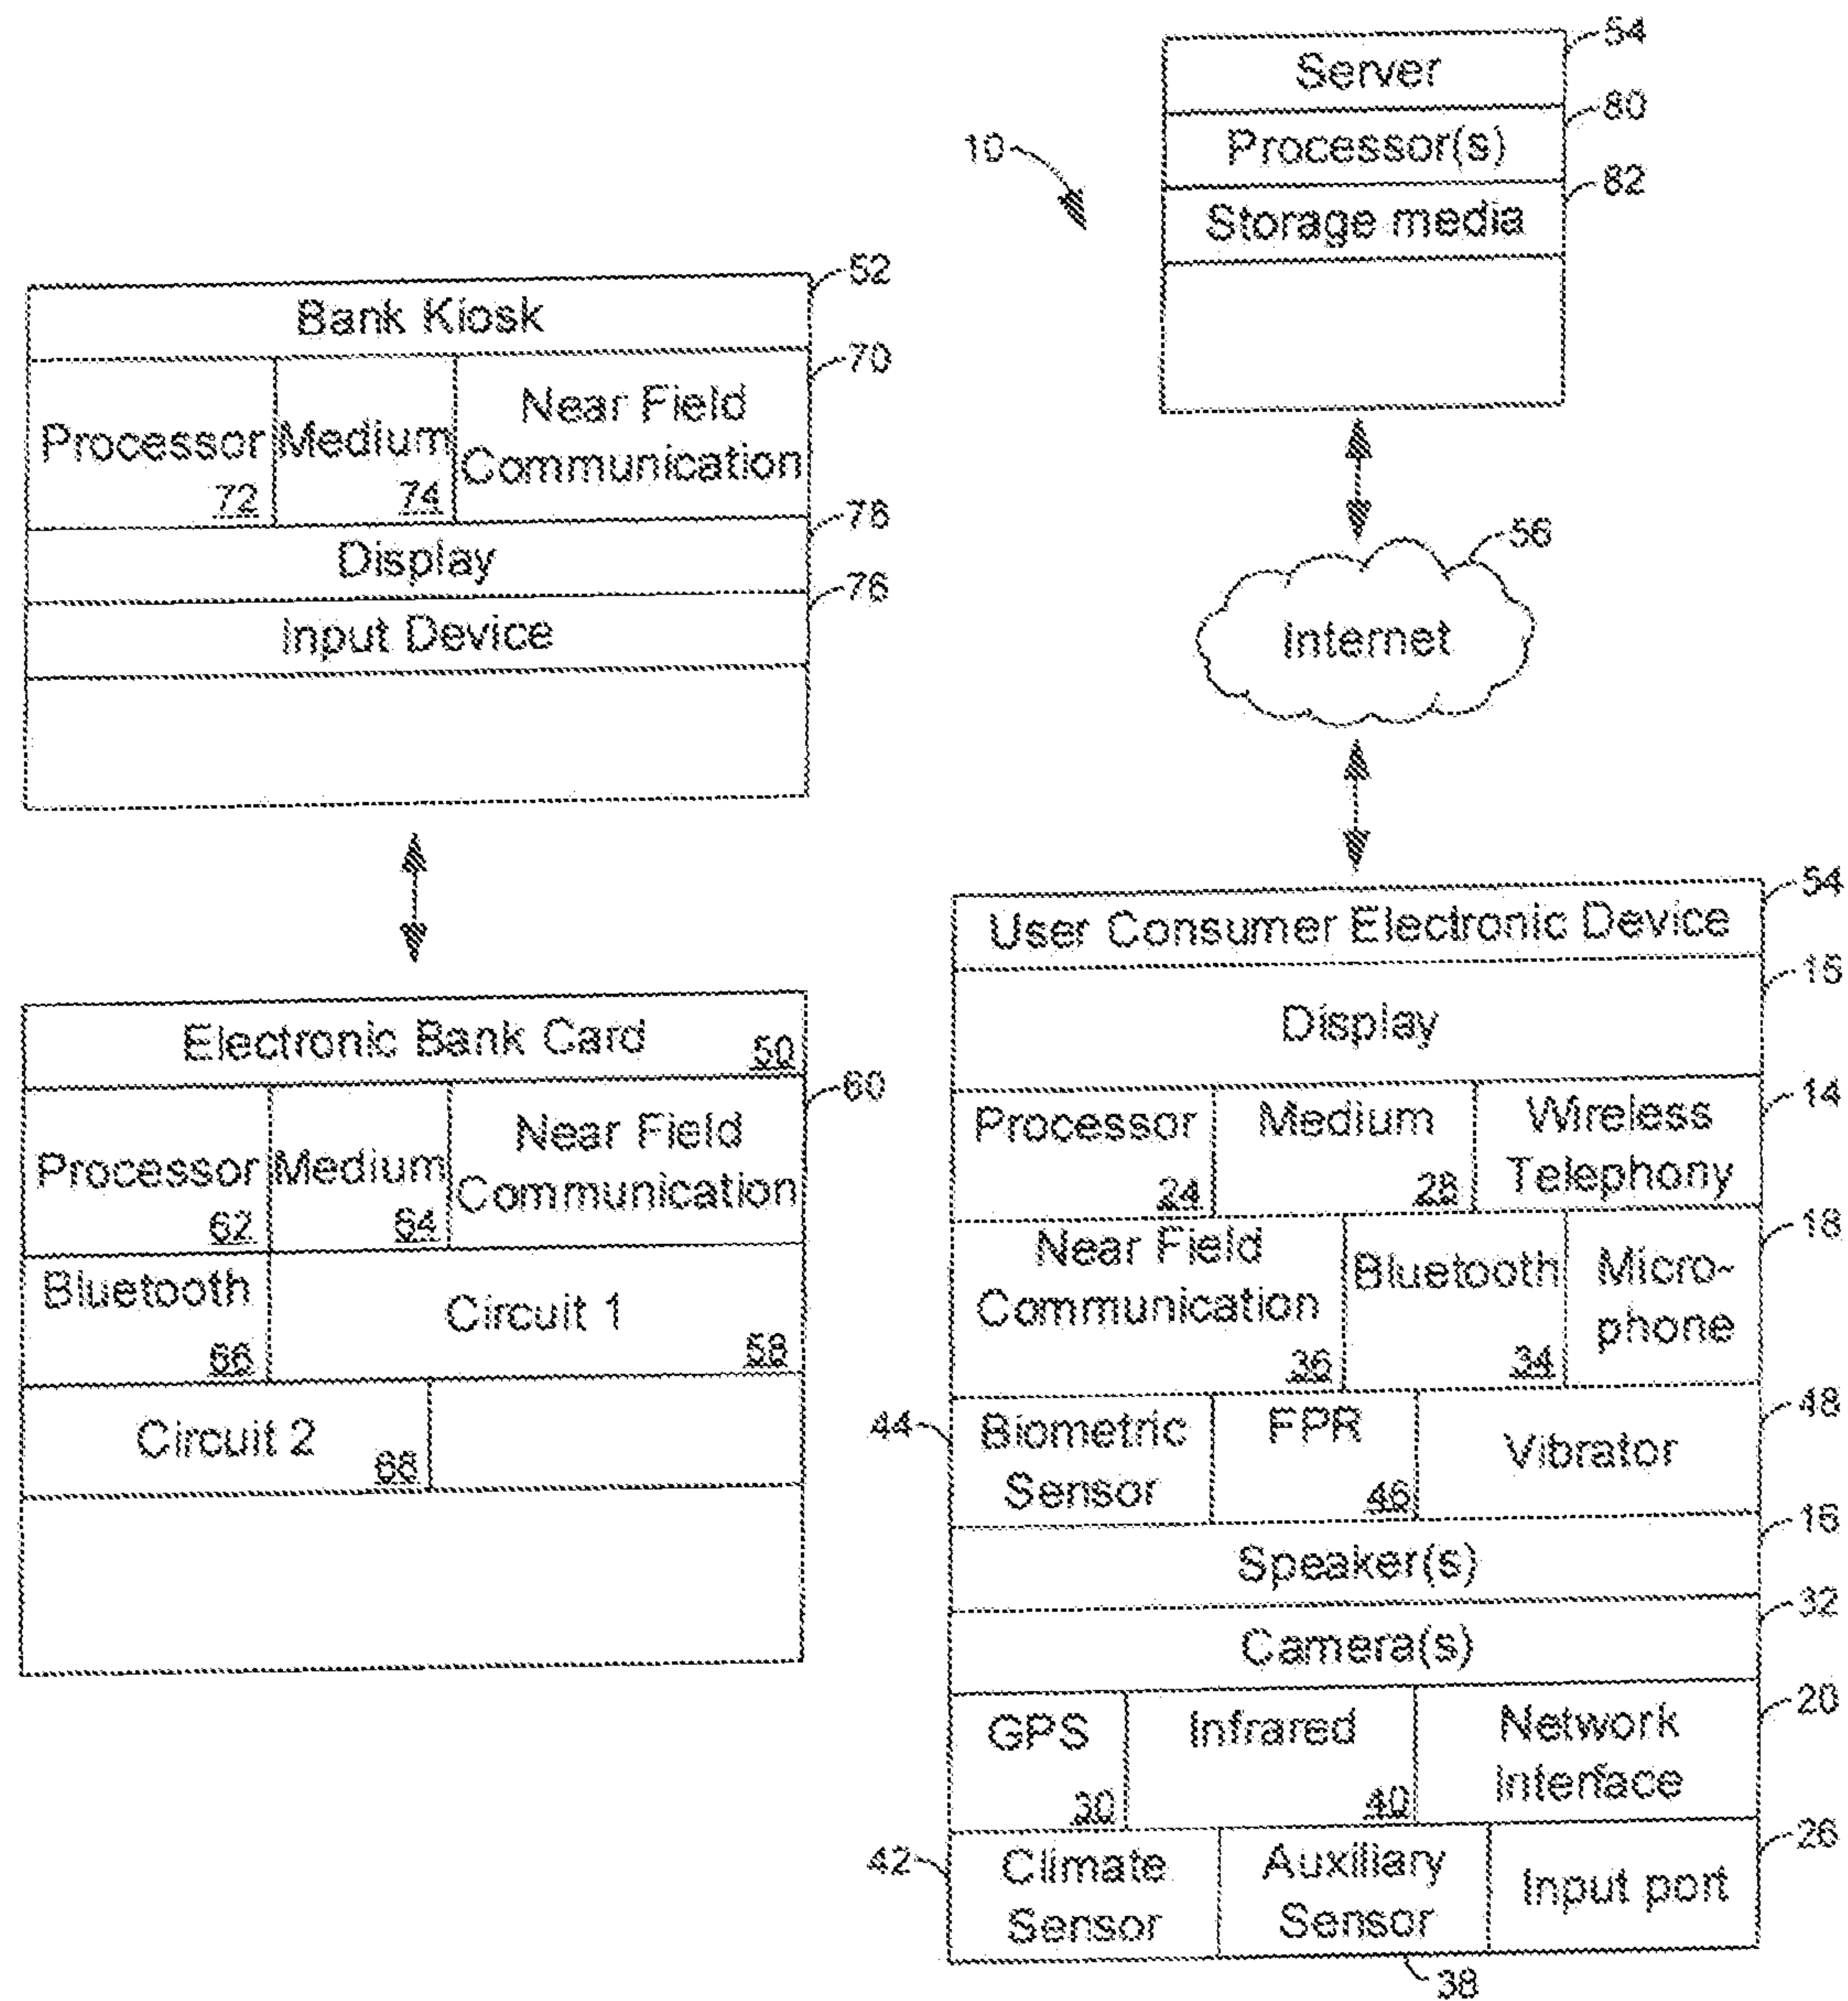 54
Server
80
Processor(s)
10
82
Storage media
52
Bank Kiosk
70
Near Field
Processor
Medium
Communication
72
74
78
Display
76
Input Device
56
Internet
54
User Consumer Electronic Device
15
Display
Electronic Bank Card
50
60
Near Field
Processor
Medium
Communication
62
64
Bluetooth
Circuit 1
66
58
Circuit 2
68
14
Processor
Medium
Wireless
Telephony
24
28
18
Near Field
Communication
Bluetooth
Micro-
phone
36
34
48
44
Biometric
Sensor
FPR
46
Vibrator
16
Speaker(s)
32
Camera(s)
20
GPS
Infrared
Network
Interface
30
40
26
42
Climate
Sensor
Auxiliary
Sensor
Input port
38